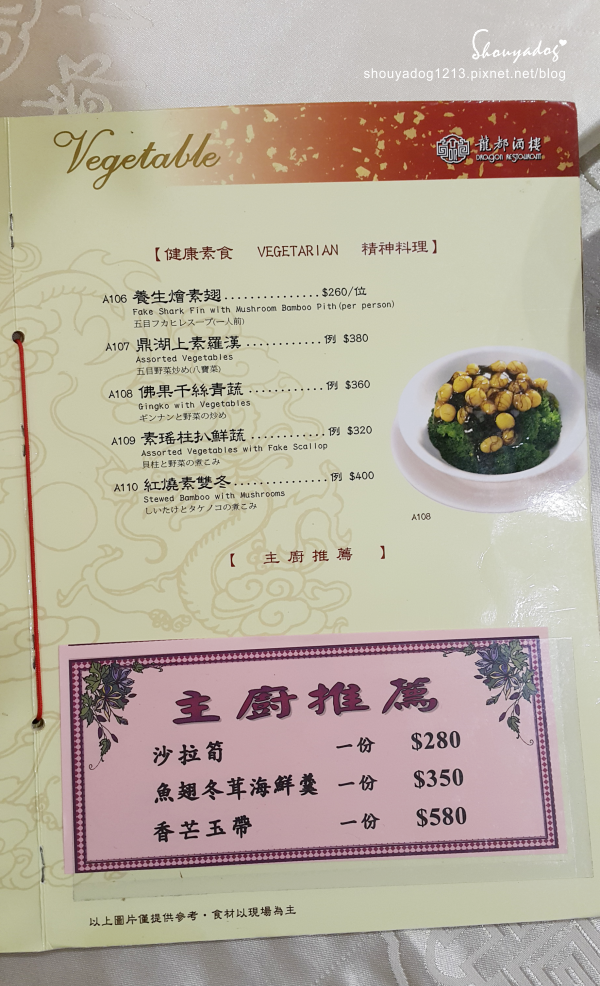 Shouyadog
shouyadog1213.pixnet.net/blog
Vegetable
龍都酒樓
DRAGON RESTAURANT
【健康素食 VEGETARIAN 精神料理】
A106 養生燴素翅...............$260/位
Fake Shark Fin with Mushroom Bamboo Pith(per person)
五目フカヒレスープ(一人前)
A107 鼎湖上素羅漢............例 $380
Assorted Vegetables
五目野菜炒め(八寶菜)
A108 佛果千絲青蔬............例 $360
Gingko with Vegetables
ギンナンと野菜の炒め
A109 素瑤柱扒鮮蔬............例 $320
Assorted Vegetables with Fake Scallop
貝柱と野菜の煮こみ
A110 紅燒素雙冬...............例 $400
Stewed Bamboo with Mushrooms
しいたけとタケノコの煮こみ
A108
【 主廚推薦 】
主廚推薦
沙拉筍 一份 $280
魚翅冬茸海鮮羹 一份 $350
香芒玉帶 一份 $580
以上圖片僅提供參考・食材以現場為主